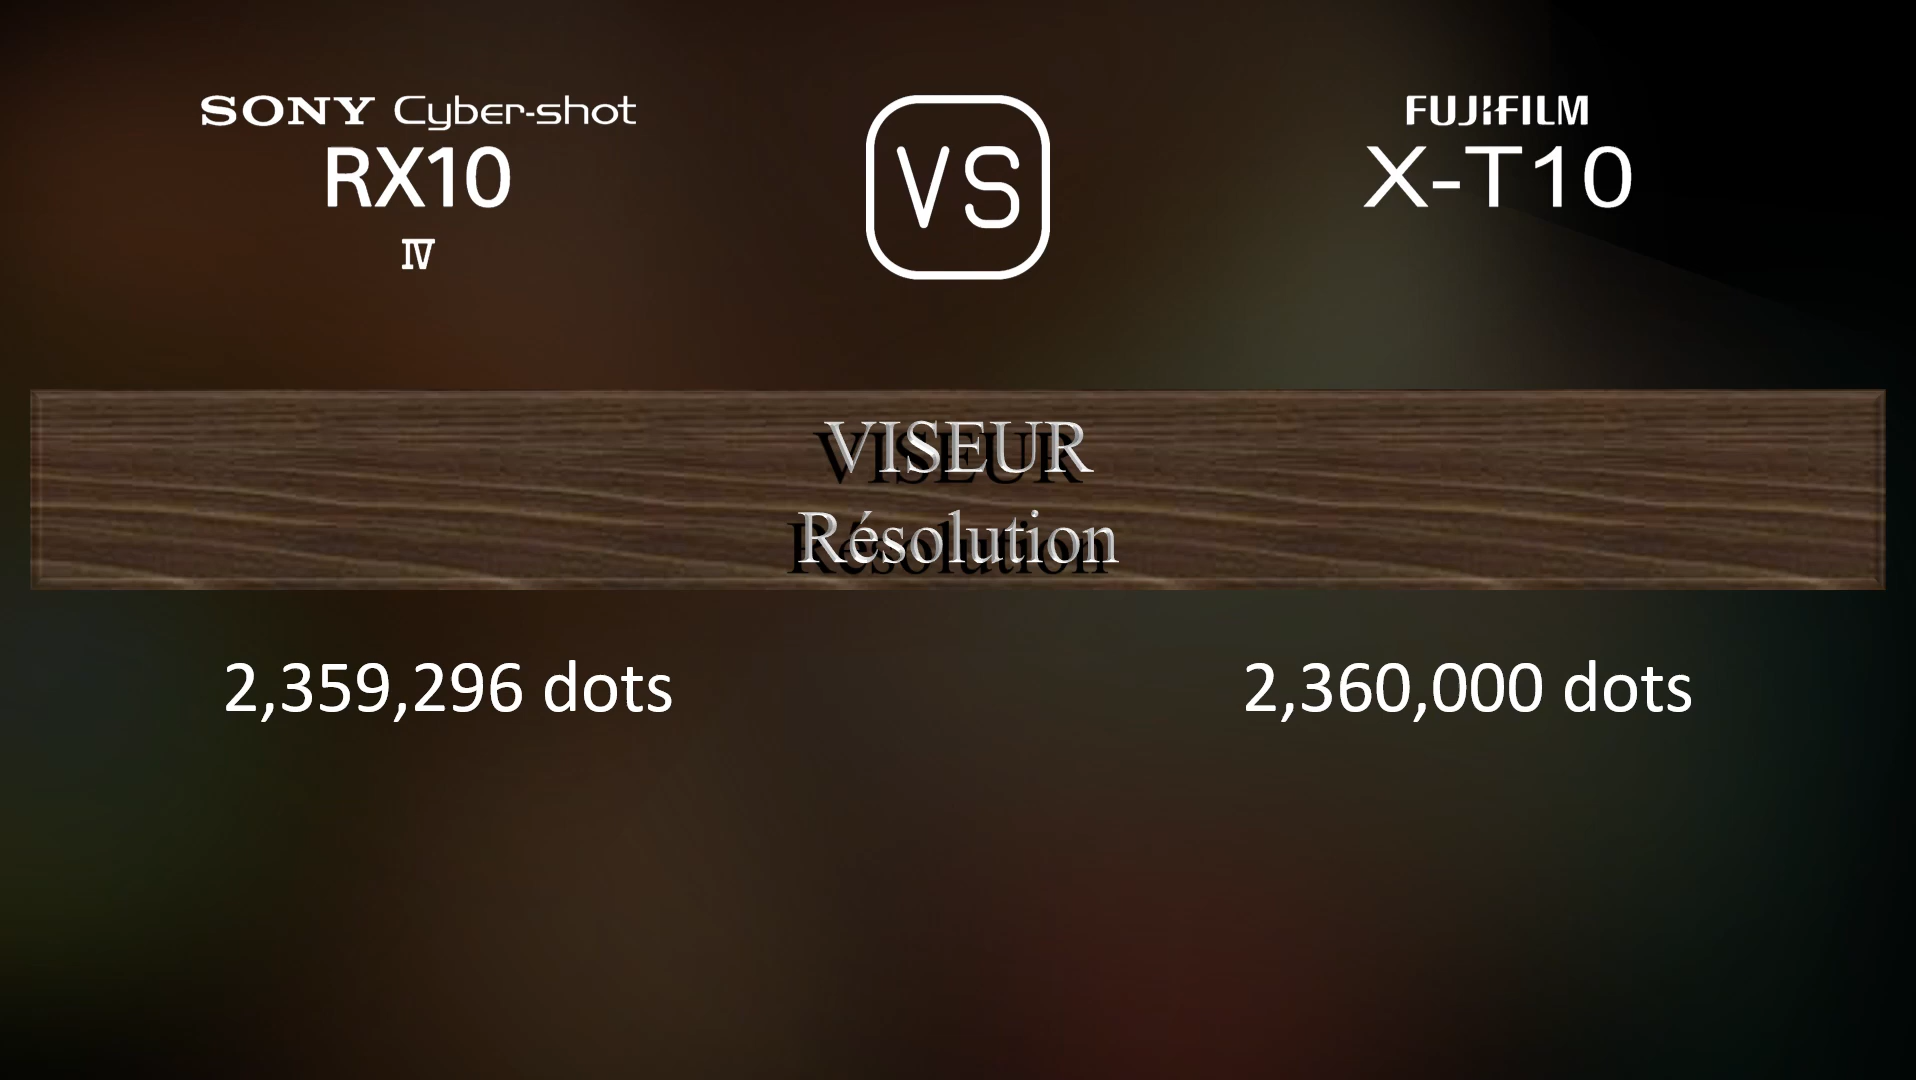 SONY Cyber-shot
RX10
IV
VS
FUJIFILM
X-T10
VISEUR
Résolution
2,359,296 dots
2,360,000 dots